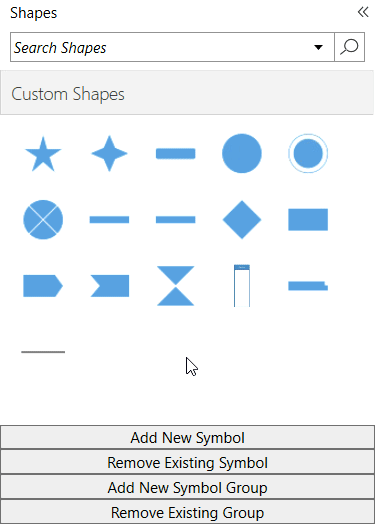 Shapes
Search Shapes
Custom Shapes
Add New Symbol
Remove Existing Symbol
Add New Symbol Group
Remove Existing Group